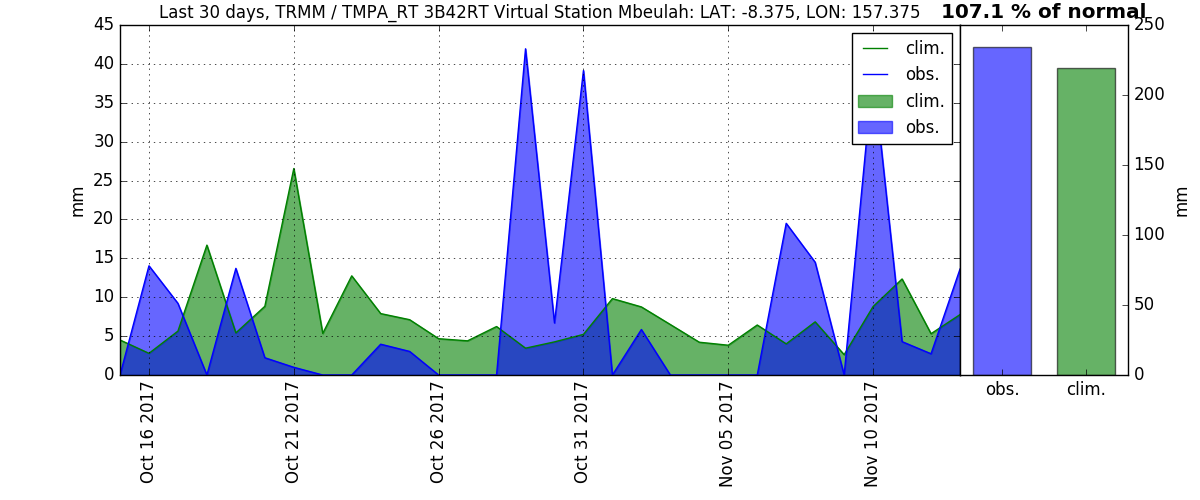 Last 30 days, TRMM / TMPA_RT 3B42RT Virtual Station Mbeulah: LAT: -8.375, LON: 157.375 107.1 % of normal
45
40
35
30
25
20
15
10
5
0
mm
clim.
obs.
clim.
obs.
Oct 16 2017
Oct 21 2017
Oct 26 2017
Oct 31 2017
Nov 05 2017
Nov 10 2017
250
200
150
100
50
0
mm
obs. clim.